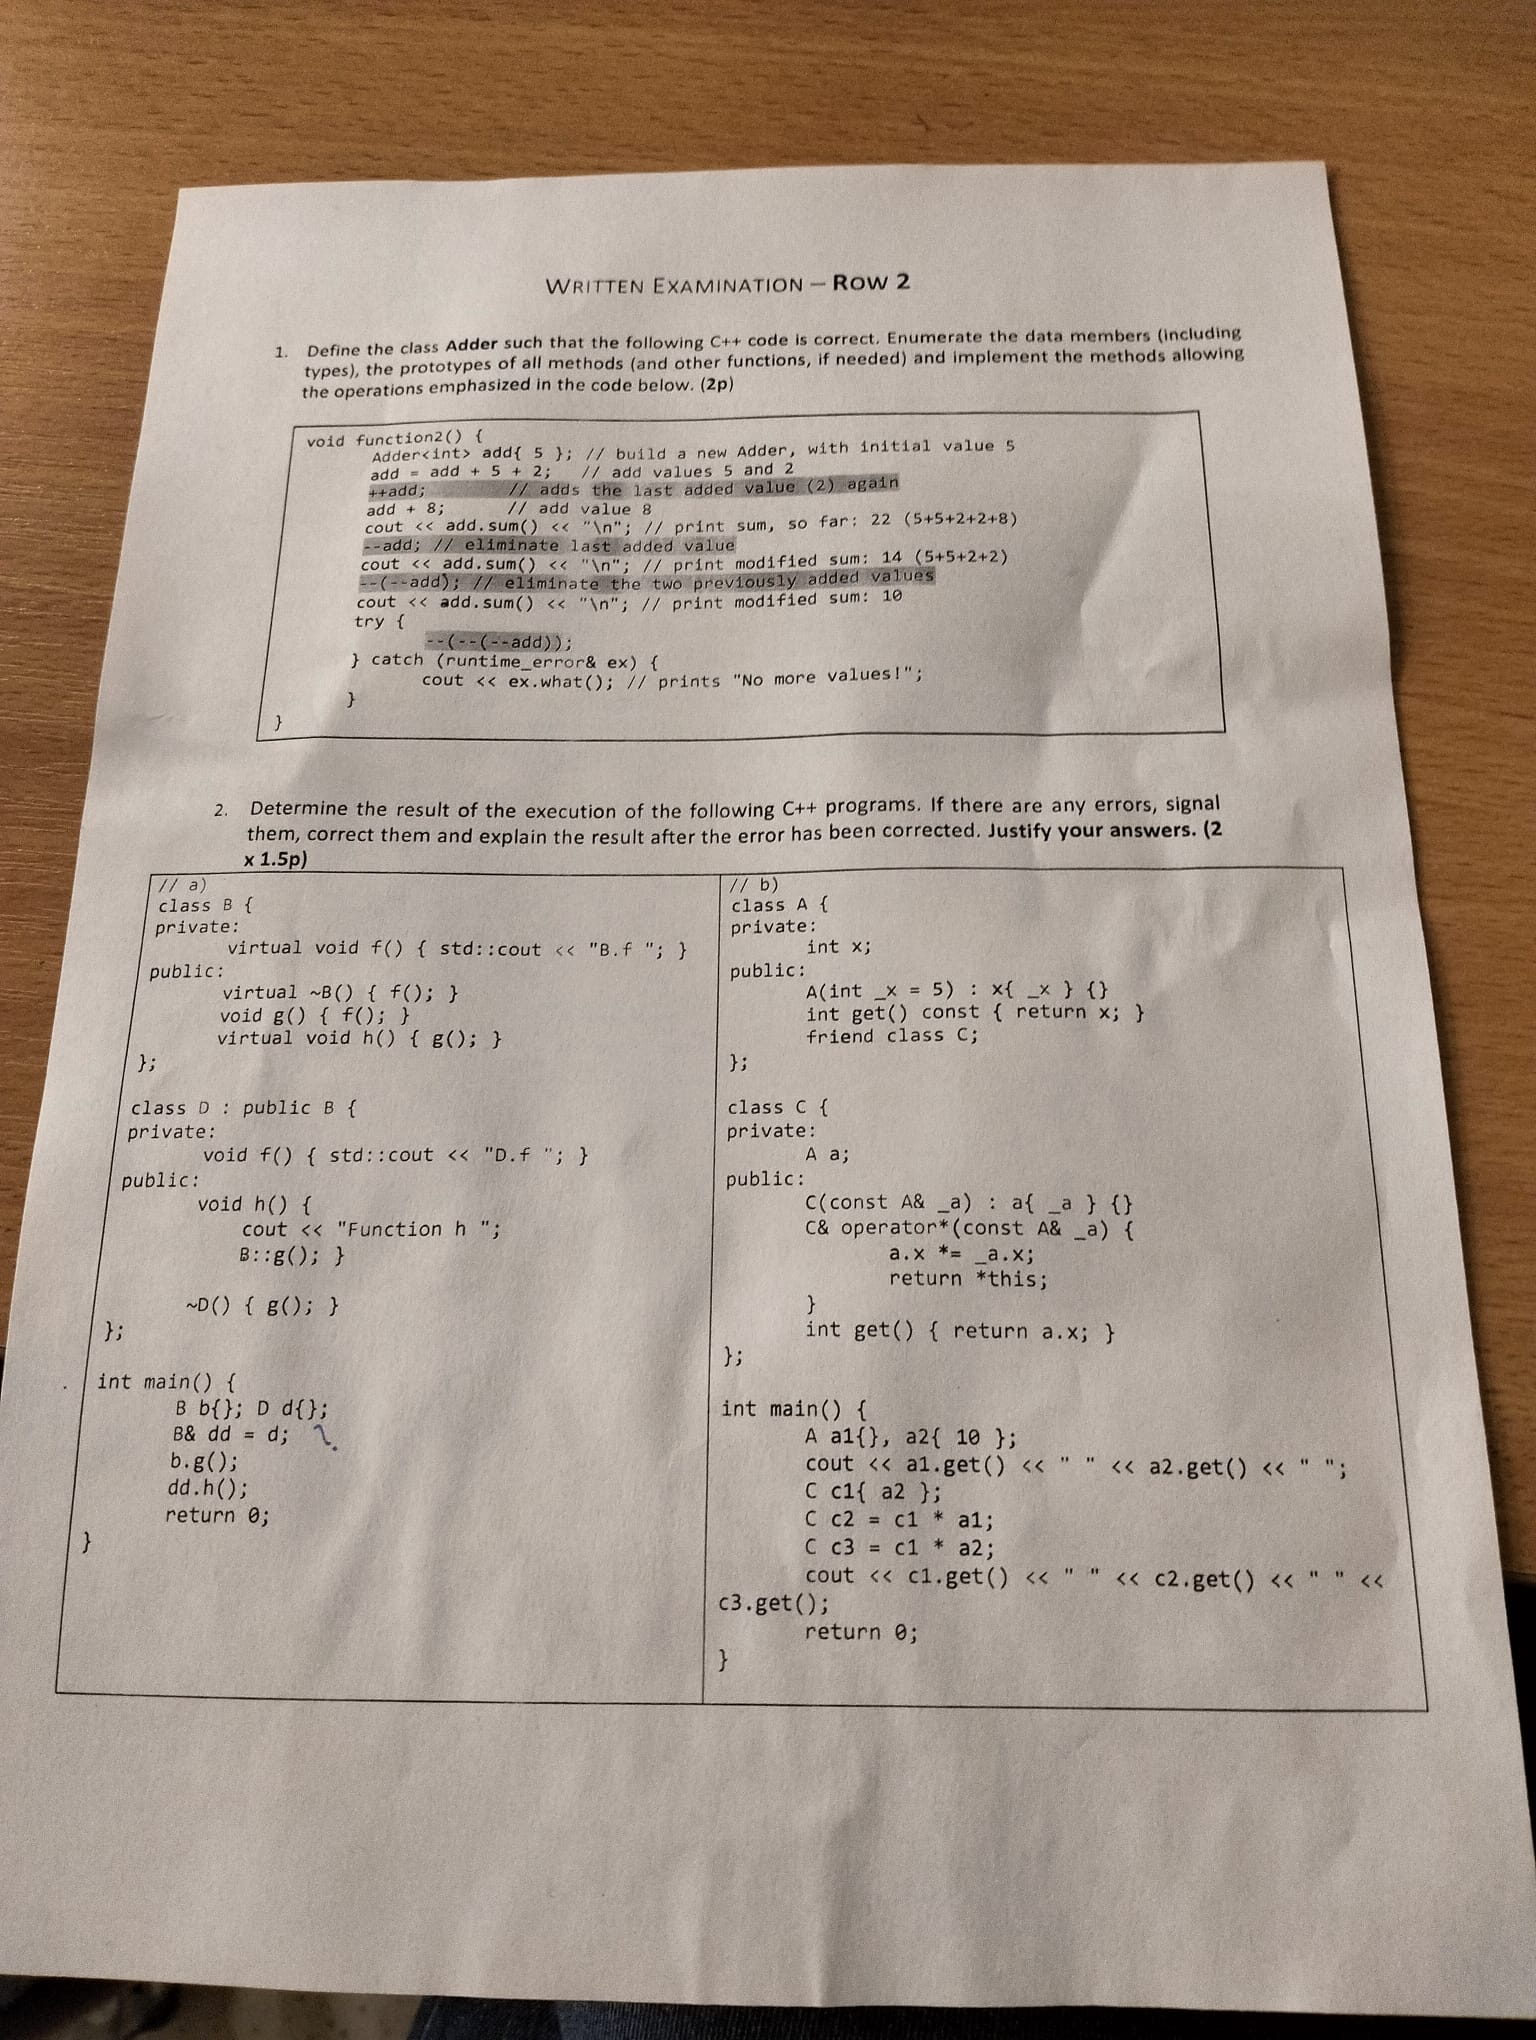 WRITTEN EXAMINATION – ROW 2
1. Define the class Adder such that the following C++ code is correct. Enumerate the data members (including
types), the prototypes of all methods (and other functions, if needed) and implement the methods allowing
the operations emphasized in the code below. (2p)
void function2() {
Adder<int> add{ 5 }; // build a new Adder, with initial value 5
add = add + 5 + 2; // add values 5 and 2
++add; // adds the last added value (2) again
add + 8; // add value 8
cout << add.sum() << "\n"; // print sum, so far: 22 (5+5+2+2+8)
--add; // eliminate last added value
cout << add.sum() << "\n"; // print modified sum: 14 (5+5+2+2)
--(--add); // eliminate the two previously added values
cout << add.sum() << "\n"; // print modified sum: 10
try {
--(--(--add));
} catch (runtime_error& ex) {
cout << ex.what(); // prints "No more values!";
}
}
2. Determine the result of the execution of the following C++ programs. If there are any errors, signal
them, correct them and explain the result after the error has been corrected. Justify your answers. (2
x 1.5p)
// a)
class B {
private:
virtual void f() { std::cout << "B.f "; }
public:
virtual ~B() { f(); }
void g() { f(); }
virtual void h() { g(); }
};
class D : public B {
private:
void f() { std::cout << "D.f "; }
public:
void h() {
cout << "Function h ";
B::g(); }
~D() { g(); }
};
int main() {
B b{}; D d{};
B& dd = d;
b.g();
dd.h();
return 0;
}
// b)
class A {
private:
int x;
public:
A(int _x = 5) : x{ _x } {}
int get() const { return x; }
friend class C;
};
class C {
private:
A a;
public:
C(const A& _a) : a{ _a } {}
C& operator*(const A& _a) {
a.x *= _a.x;
return *this;
}
int get() { return a.x; }
};
int main() {
A a1{}, a2{ 10 };
cout << a1.get() << " " << a2.get() << " ";
C c1{ a2 };
C c2 = c1 * a1;
C c3 = c1 * a2;
cout << c1.get() << " " << c2.get() << " " <<
c3.get();
return 0;
}